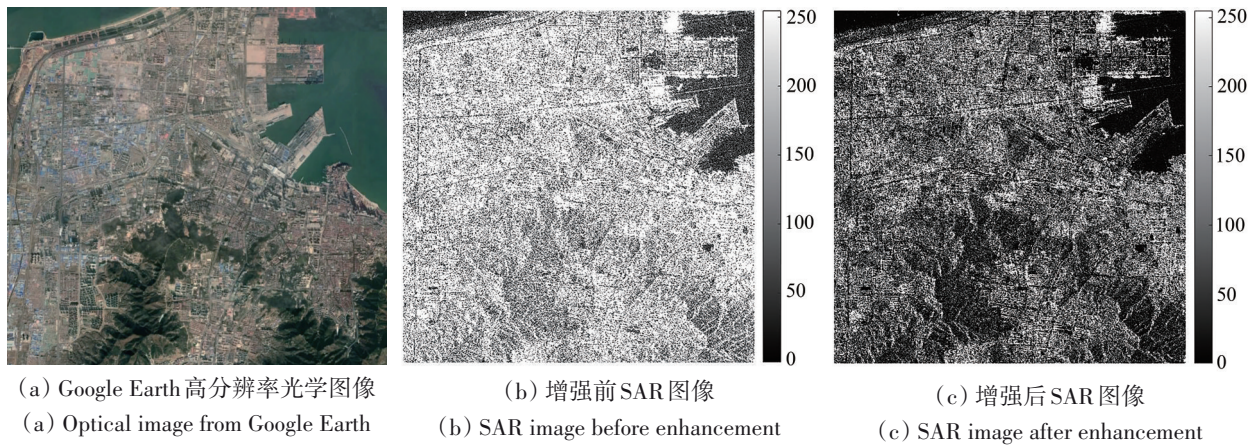 250
200
150
100
50
0
250
200
150
100
50
0
(a) Google Earth高分辨率光学图像
(a) Optical image from Google Earth
(b) 增强前SAR图像
(b) SAR image before enhancement
(c) 增强后SAR图像
(c) SAR image after enhancement